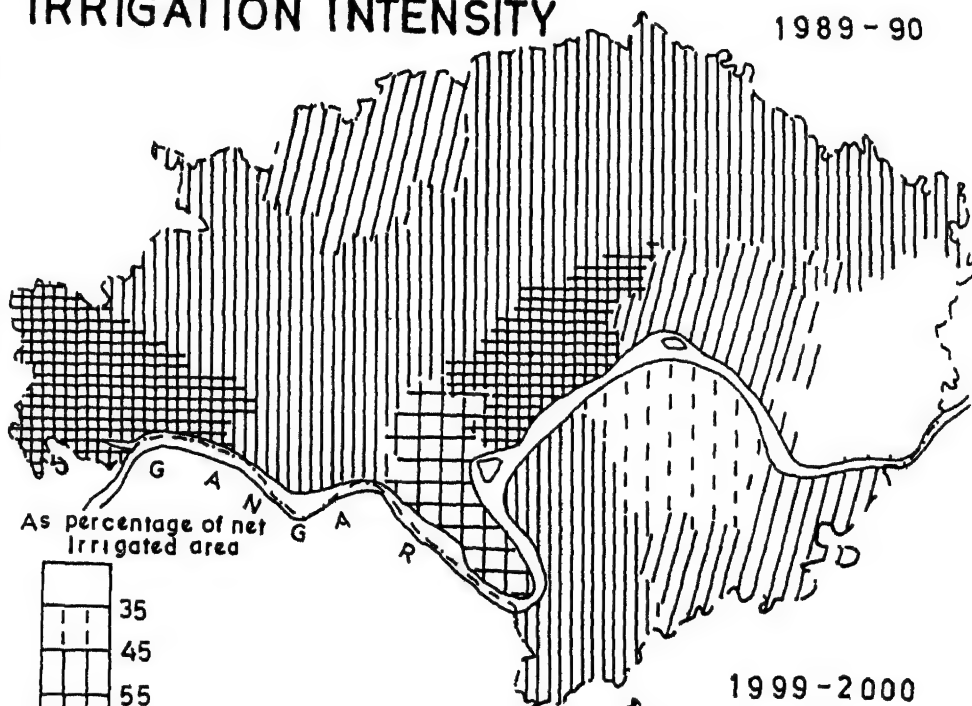 IRRIGATION INTENSITY
1989-90
G A N G A R
As percentage of net
Irrigated area
35
45
55
1999-2000